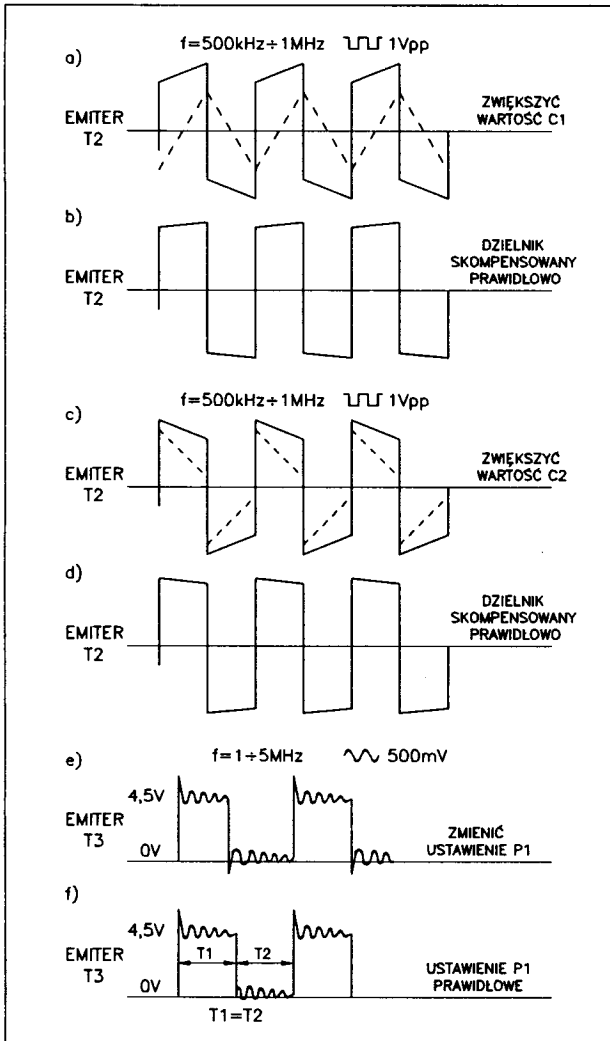 f=500kHz÷1MHz 1Vpp
a)
EMITER
T2
ZWIĘKSZYĆ
WARTOŚĆ C1
b)
EMITER
T2
DZIELNIK
SKOMPENSOWANY
PRAWIDŁOWO
f=500kHz÷1MHz 1Vpp
c)
EMITER
T2
ZWIĘKSZYĆ
WARTOŚĆ C2
d)
EMITER
T2
DZIELNIK
SKOMPENSOWANY
PRAWIDŁOWO
f=1÷5MHz 500mV
e)
4,5V
EMITER
T3
0V
ZMIENIĆ
USTAWIENIE P1
f)
4,5V
EMITER
T3
T1 T2
0V
T1=T2
USTAWIENIE P1
PRAWIDŁOWE